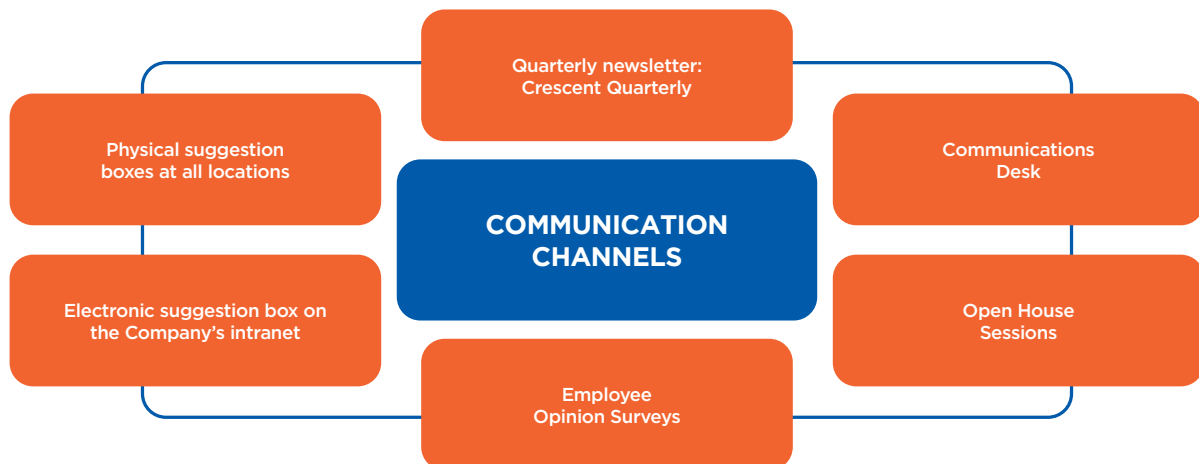 Quarterly newsletter:
Crescent Quarterly
Physical suggestion
boxes at all locations
Communications
Desk
COMMUNICATION
CHANNELS
Electronic suggestion box on
the Company’s intranet
Open House
Sessions
Employee
Opinion Surveys